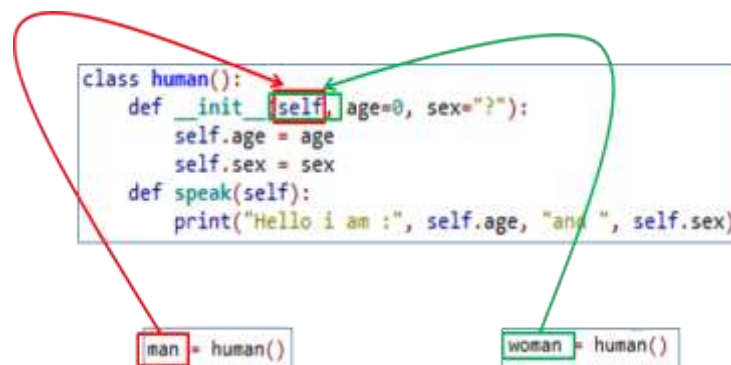 class human():
def __init__(self, age=0, sex="?"):
self.age = age
self.sex = sex
def speak(self):
print("Hello i am :", self.age, "and ", self.sex)
man = human()
woman = human()